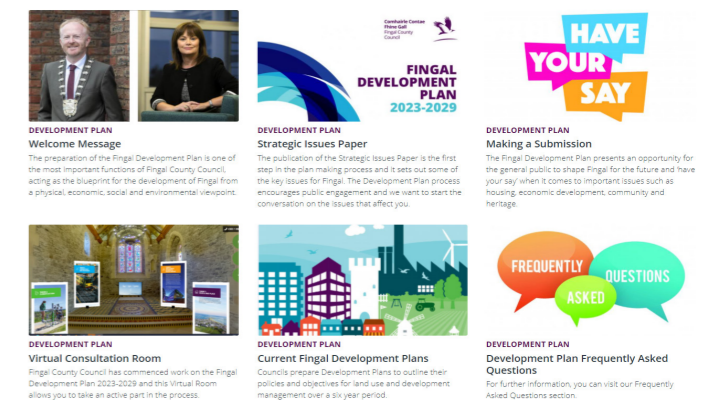 Comhairle Contae
Fhine Gall
Fingal County
Council
FINGAL
DEVELOPMENT
PLAN
2023-2029
HAVE
YOUR
SAY
DEVELOPMENT PLAN
Welcome Message
The preparation of the Fingal Development Plan is one of
the most important functions of Fingal County Council,
acting as the blueprint for the development of Fingal from
a physical, economic, social and environmental viewpoint.
DEVELOPMENT PLAN
Strategic Issues Paper
The publication of the Strategic Issues Paper is the first
step in the plan making process and it sets out some of
the key issues for Fingal. The Development Plan process
encourages public engagement and we want to start the
conversation on the issues that affect you.
DEVELOPMENT PLAN
Making a Submission
The Fingal Development Plan presents an opportunity for
the general public to shape Fingal for the future and 'have
your say' when it comes to important issues such as
housing, economic development, community and
heritage.
FREQUENTLY
ASKED
QUESTIONS
DEVELOPMENT PLAN
Virtual Consultation Room
Fingal County Council has commenced work on the Fingal
Development Plan 2023-2029 and this Virtual Room
allows you to take an active part in the process.
DEVELOPMENT PLAN
Current Fingal Development Plans
Councils prepare Development Plans to outline their
policies and objectives for land use and development
management over a six year period.
DEVELOPMENT PLAN
Development Plan Frequently Asked
Questions
For further information, you can visit our Frequently
Asked Questions section.